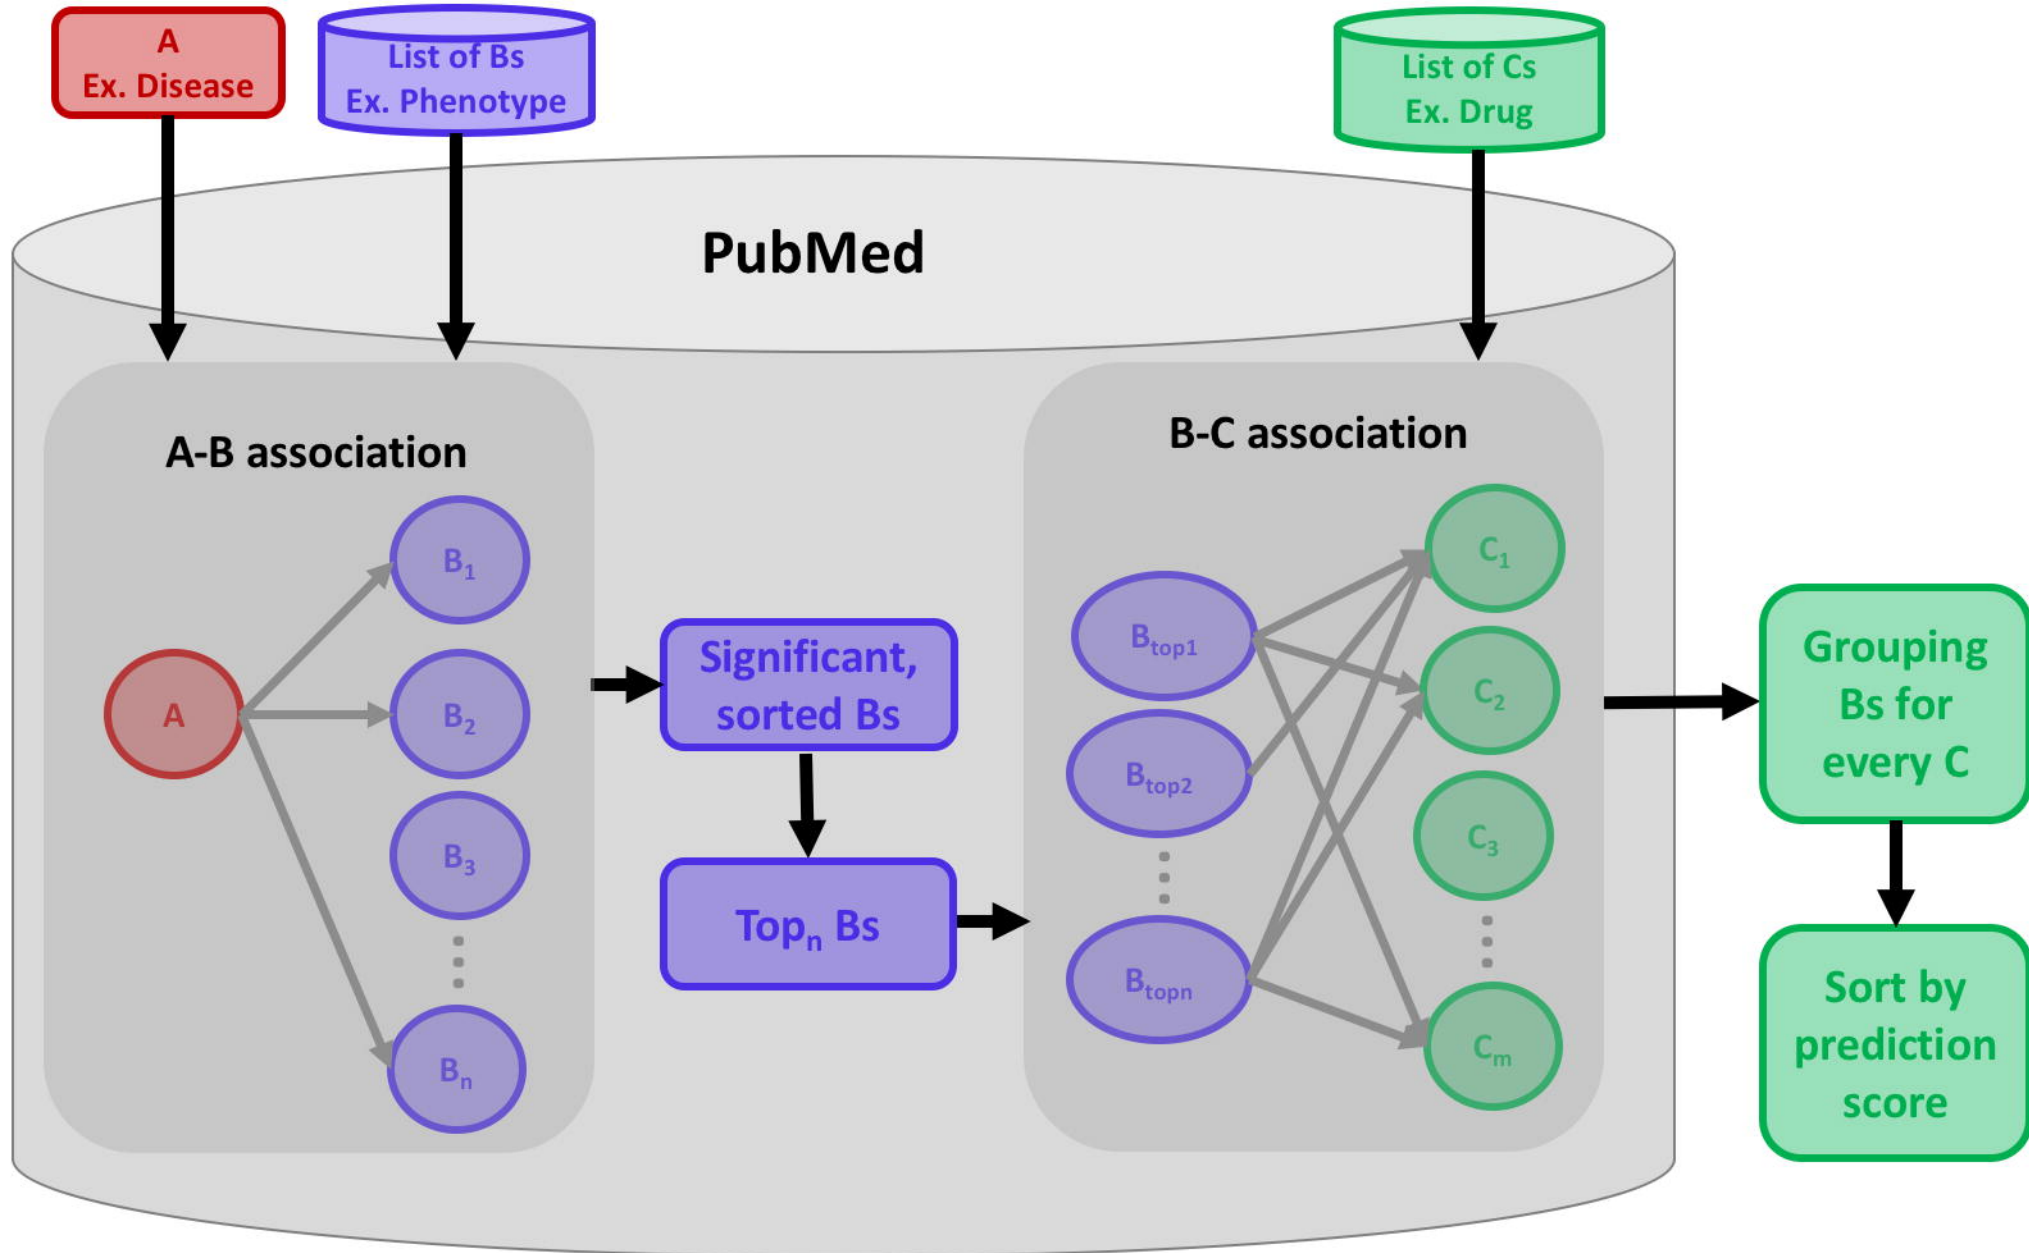 A
Ex. Disease
List of Bs
Ex. Phenotype
List of Cs
Ex. Drug
PubMed
A-B association
A
B1
B2
B3
Bn
Significant,
sorted Bs
Topn Bs
B-C association
Btop1
Btop2
Btopn
C1
C2
C3
Cm
Grouping
Bs for
every C
Sort by
prediction
score